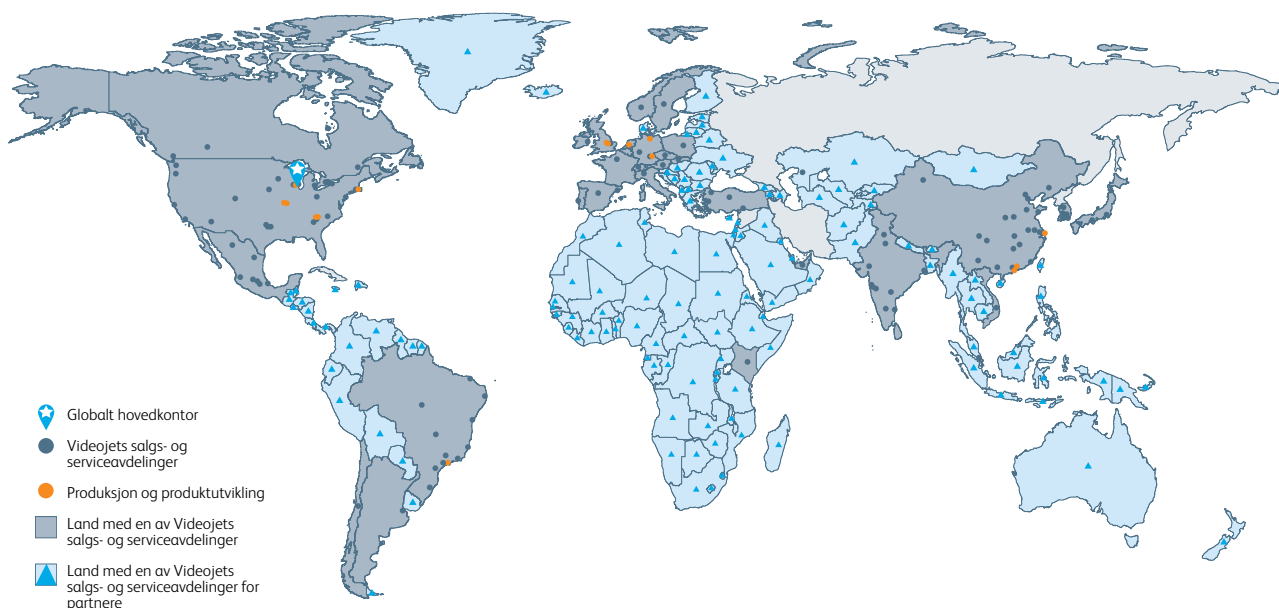 Globalt hovedkontor
Videojets salgs- og
serviceavdelinger
Produksjon og produktutvikling
Land med en av Videojets
salgs- og serviceavdelinger
Land med en av Videojets
salgs- og serviceavdelinger for
partnere